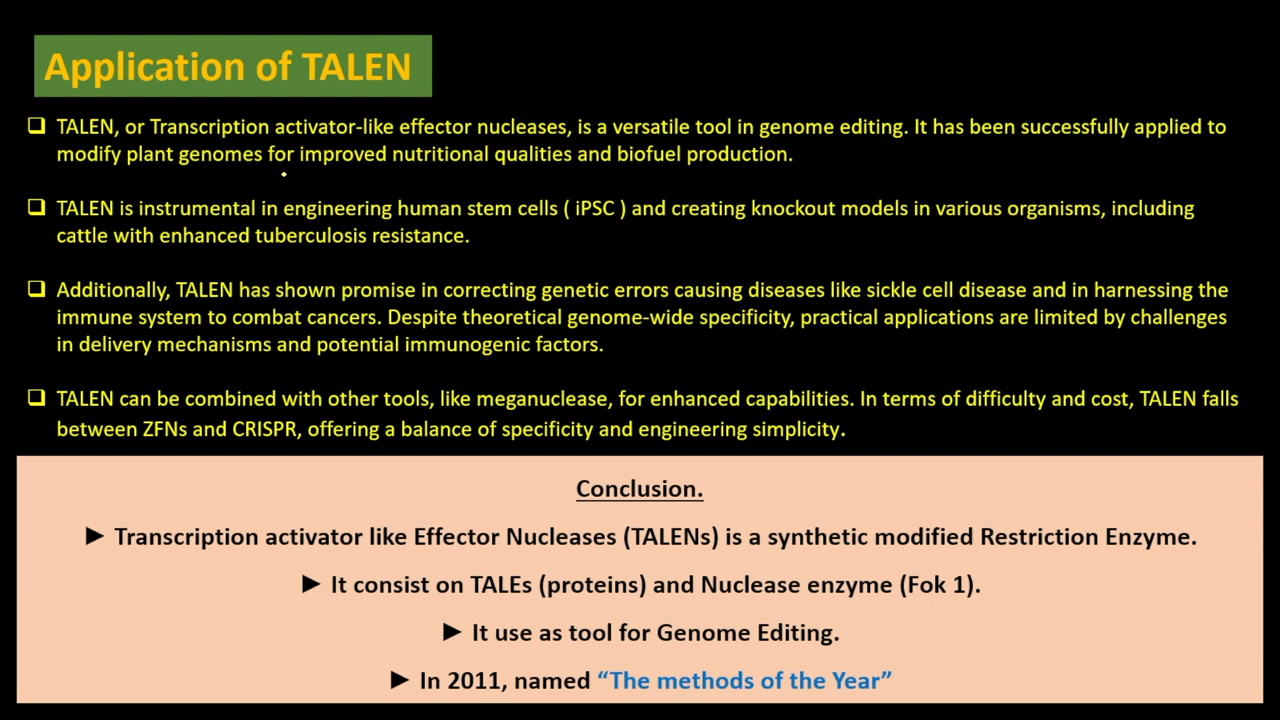 Application of TALEN
❑ TALEN, or Transcription activator-like effector nucleases, is a versatile tool in genome editing. It has been successfully applied to
modify plant genomes for improved nutritional qualities and biofuel production.
❑ TALEN is instrumental in engineering human stem cells ( iPSC ) and creating knockout models in various organisms, including
cattle with enhanced tuberculosis resistance.
❑ Additionally, TALEN has shown promise in correcting genetic errors causing diseases like sickle cell disease and in harnessing the
immune system to combat cancers. Despite theoretical genome-wide specificity, practical applications are limited by challenges
in delivery mechanisms and potential immunogenic factors.
❑ TALEN can be combined with other tools, like meganuclease, for enhanced capabilities. In terms of difficulty and cost, TALEN falls
between ZFNs and CRISPR, offering a balance of specificity and engineering simplicity.
Conclusion.
► Transcription activator like Effector Nucleases (TALENs) is a synthetic modified Restriction Enzyme.
► It consist on TALEs (proteins) and Nuclease enzyme (Fok 1).
► It use as tool for Genome Editing.
► In 2011, named “The methods of the Year”